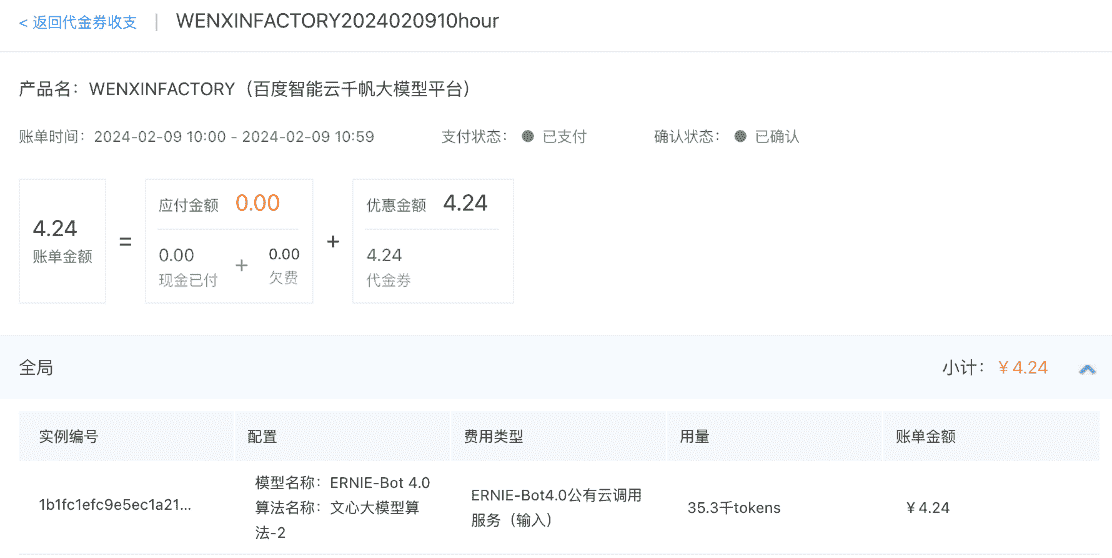 < 返回代金券收支 | WENXINFACTORY2024020910hour
产品名：WENXINFACTORY（百度智能云千帆大模型平台）
账单时间：2024-02-09 10:00 - 2024-02-09 10:59 支付状态： 已支付 确认状态： 已确认
4.24
账单金额
=
应付金额 0.00
0.00
现金已付
+
0.00
欠费
+
优惠金额 4.24
4.24
代金券
全局 小计：￥4.24
实例编号 配置 费用类型 用量 账单金额
1b1fc1efc9e5ec1a21...
模型名称：ERNIE-Bot 4.0
算法名称：文心大模型算
法-2
ERNIE-Bot4.0公有云调用
服务（输入）
35.3千tokens
￥4.24